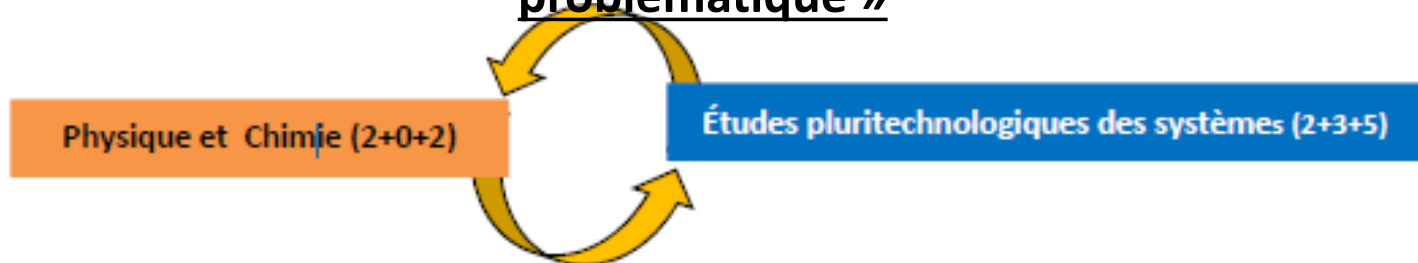 problématique »
Physique et Chimie (2+0+2)
Études pluritechnologiques des systèmes (2+3+5)